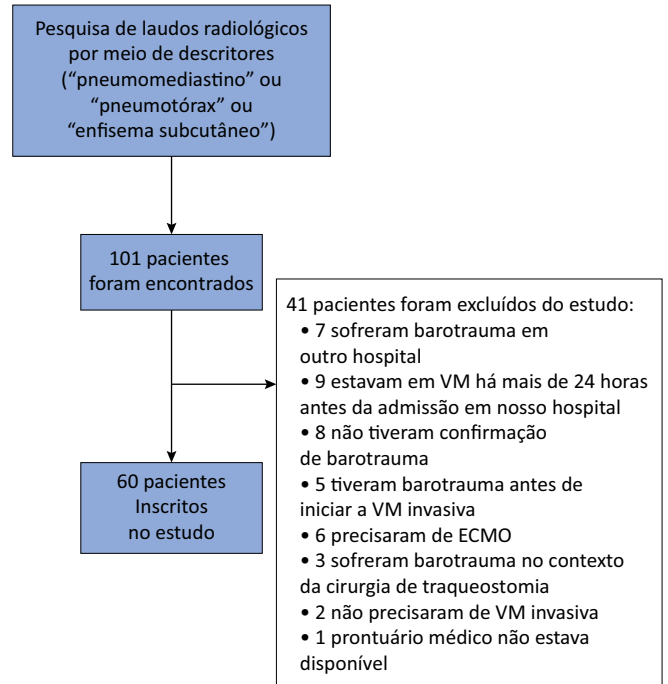 Pesquisa de laudos radiológicos
por meio de descritores
(“pneumomediastino” ou
“pneumotórax” ou
“enfisema subcutâneo”)
101 pacientes
foram encontrados
41 pacientes foram excluídos do estudo:
• 7 sofreram barotrauma em
outro hospital
• 9 estavam em VM há mais de 24 horas
antes da admissão em nosso hospital
• 8 não tiveram confirmação
de barotrauma
• 5 tiveram barotrauma antes de
iniciar a VM invasiva
• 6 precisaram de ECMO
• 3 sofreram barotrauma no contexto
da cirurgia de traqueostomia
• 2 não precisaram de VM invasiva
• 1 prontuário médico não estava
disponível
60 pacientes
Inscritos
no estudo